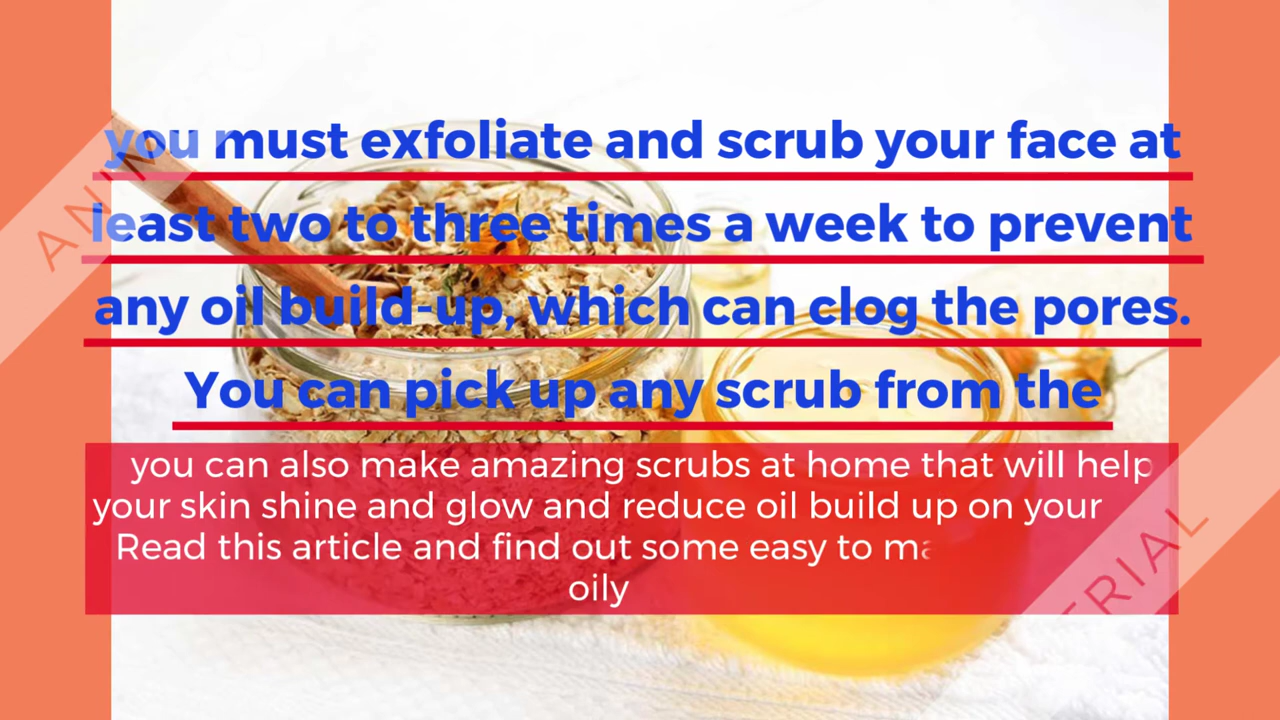 you must exfoliate and scrub your face at
least two to three times a week to prevent
any oil build-up, which can clog the pores.
You can pick up any scrub from the
you can also make amazing scrubs at home that will help
your skin shine and glow and reduce oil build up on your
Read this article and find out some easy to
oily